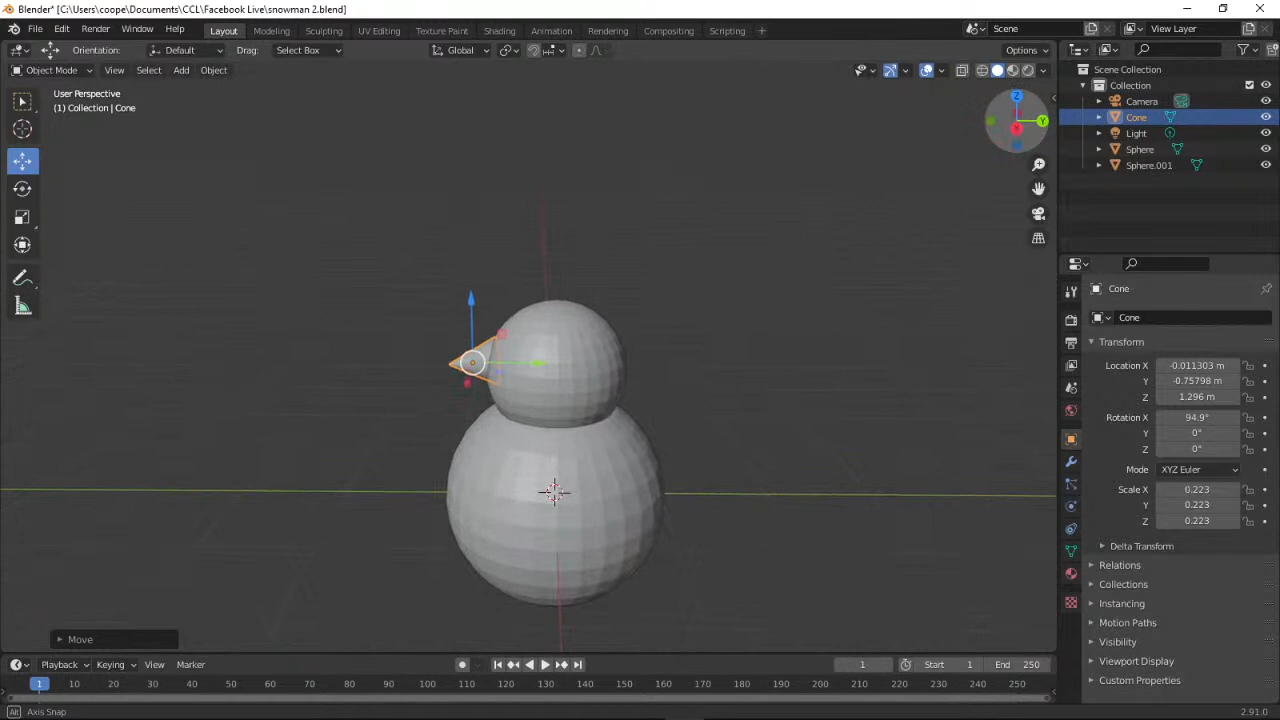 Blender* [C:\Users\coope\Documents\CCL\Facebook Live\snowman 2.blend]
File Edit Render Window Help Layout Modeling Sculpting UV Editing Texture Paint Shading Animation Rendering Compositing Scripting + Scene View Layer
Orientation: Default Drag: Select Box Global Options
Object Mode View Select Add Object
User Perspective
(1) Collection | Cone
Z
Y
X
Scene Collection
Collection
Camera
Cone
Light
Sphere
Sphere.001
Cone
Cone
Transform
Location X -0.011303 m
Y -0.75798 m
Z 1.296 m
Rotation X 94.9°
Y 0°
Z 0°
Mode XYZ Euler
Scale X 0.223
Y 0.223
Z 0.223
Delta Transform
Relations
Collections
Instancing
Motion Paths
Visibility
Viewport Display
Custom Properties
Move
Playback Keying View Marker 1 Start 1 End 250
1 10 20 30 40 50 60 70 80 90 100 110 120 130 140 150 160 170 180 190 200 210 220 230 240 250
Alt Axis Snap 2.91.0